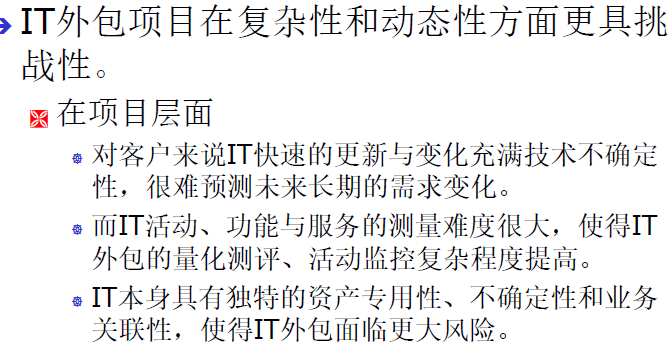 IT外包项目在复杂性和动态性方面更具挑
战性。
在项目层面
对客户来说IT快速的更新与变化充满技术不确定
性，很难预测未来长期的需求变化。
而IT活动、功能与服务的测量难度很大，使得IT
外包的量化测评、活动监控复杂程度提高。
IT本身具有独特的资产专用性、不确定性和业务
关联性，使得IT外包面临更大风险。